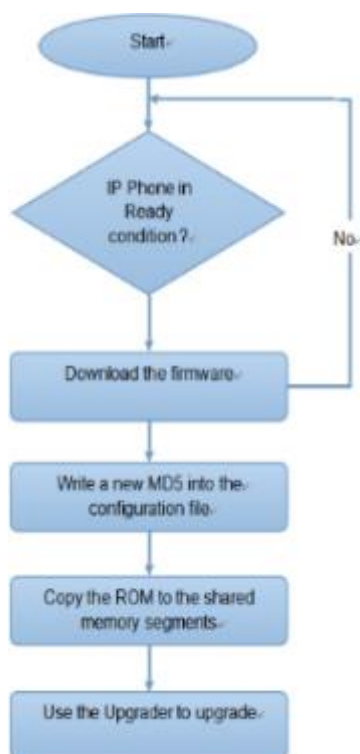 Start
IP Phone in
Ready
condition?
No
Download the firmware
Write a new MD5 into the
configuration file
Copy the ROM to the shared
memory segments
Use the Upgrader to upgrade